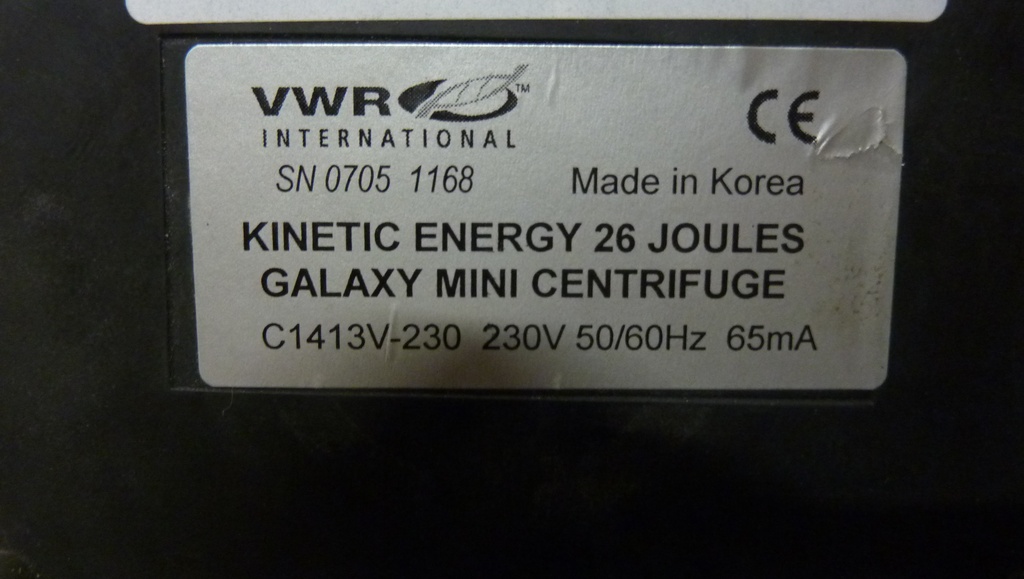 VWR TM
INTERNATIONAL
CE
SN 0705 1168 Made in Korea
KINETIC ENERGY 26 JOULES
GALAXY MINI CENTRIFUGE
C1413V-230 230V 50/60Hz 65mA